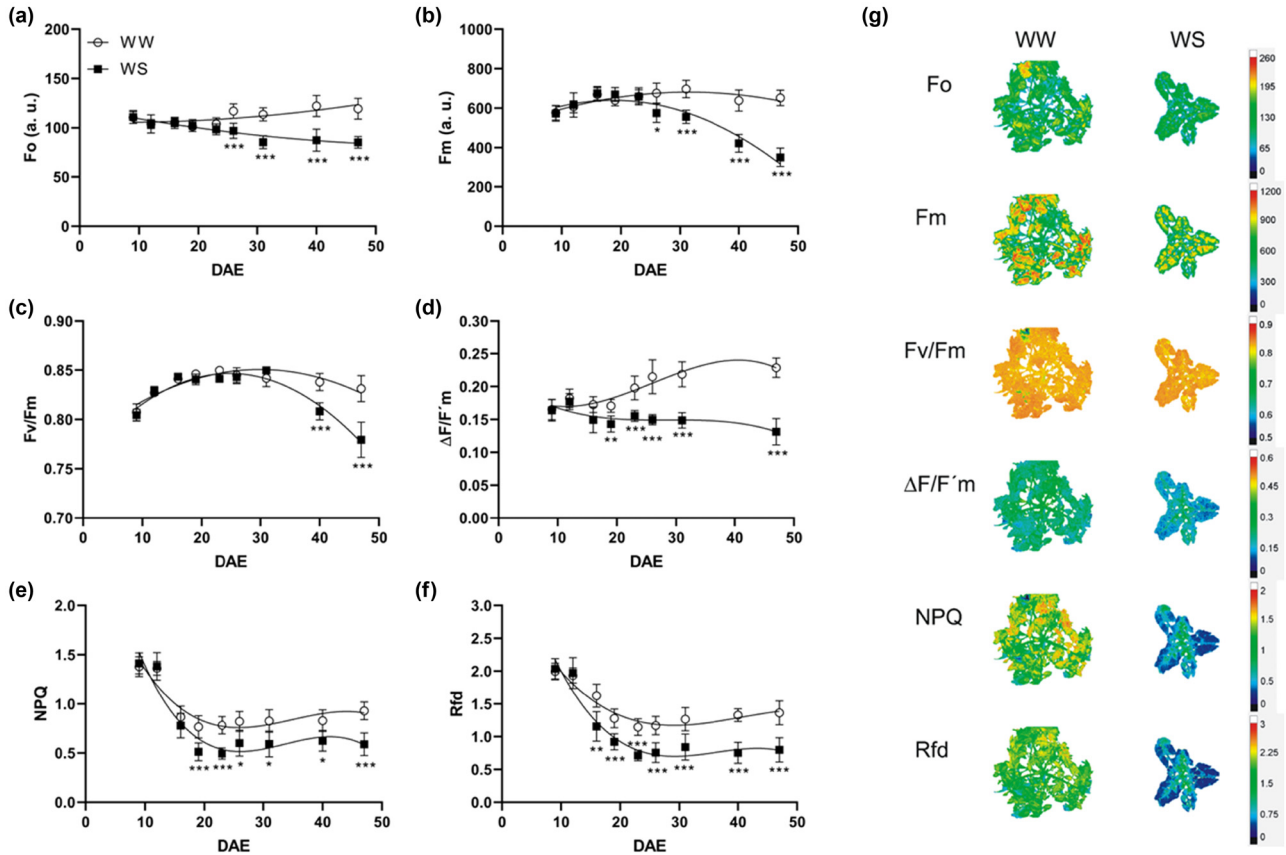 (a)
200
150
100
50
0
Fo (a. u.)
WW
WS
***
***
***
***
0 10 20 30 40 50
DAE
(b)
1000
800
600
400
200
0
Fm (a. u.)
*
***
***
***
0 10 20 30 40 50
DAE
(c)
0.90
0.85
0.80
0.75
0.70
Fv/Fm
***
***
0 10 20 30 40 50
DAE
(d)
0.30
0.25
0.20
0.15
0.10
0.05
0.00
ΔF/F´m
**
***
***
***
***
0 10 20 30 40 50
DAE
(e)
2.0
1.5
1.0
0.5
0.0
NPQ
***
***
*
*
*
***
0 10 20 30 40 50
DAE
(f)
3.0
2.5
2.0
1.5
1.0
0.5
0.0
Rfd
**
***
***
***
***
***
***
0 10 20 30 40 50
DAE
(g)
WW WS
Fo
260
195
130
65
0
Fm
1200
900
600
300
0
Fv/Fm
0.9
0.8
0.7
0.6
0.5
ΔF/F´m
0.6
0.45
0.30
0.15
0
NPQ
2
1.5
1
0.5
0
Rfd
3
2.25
1.5
0.75
0